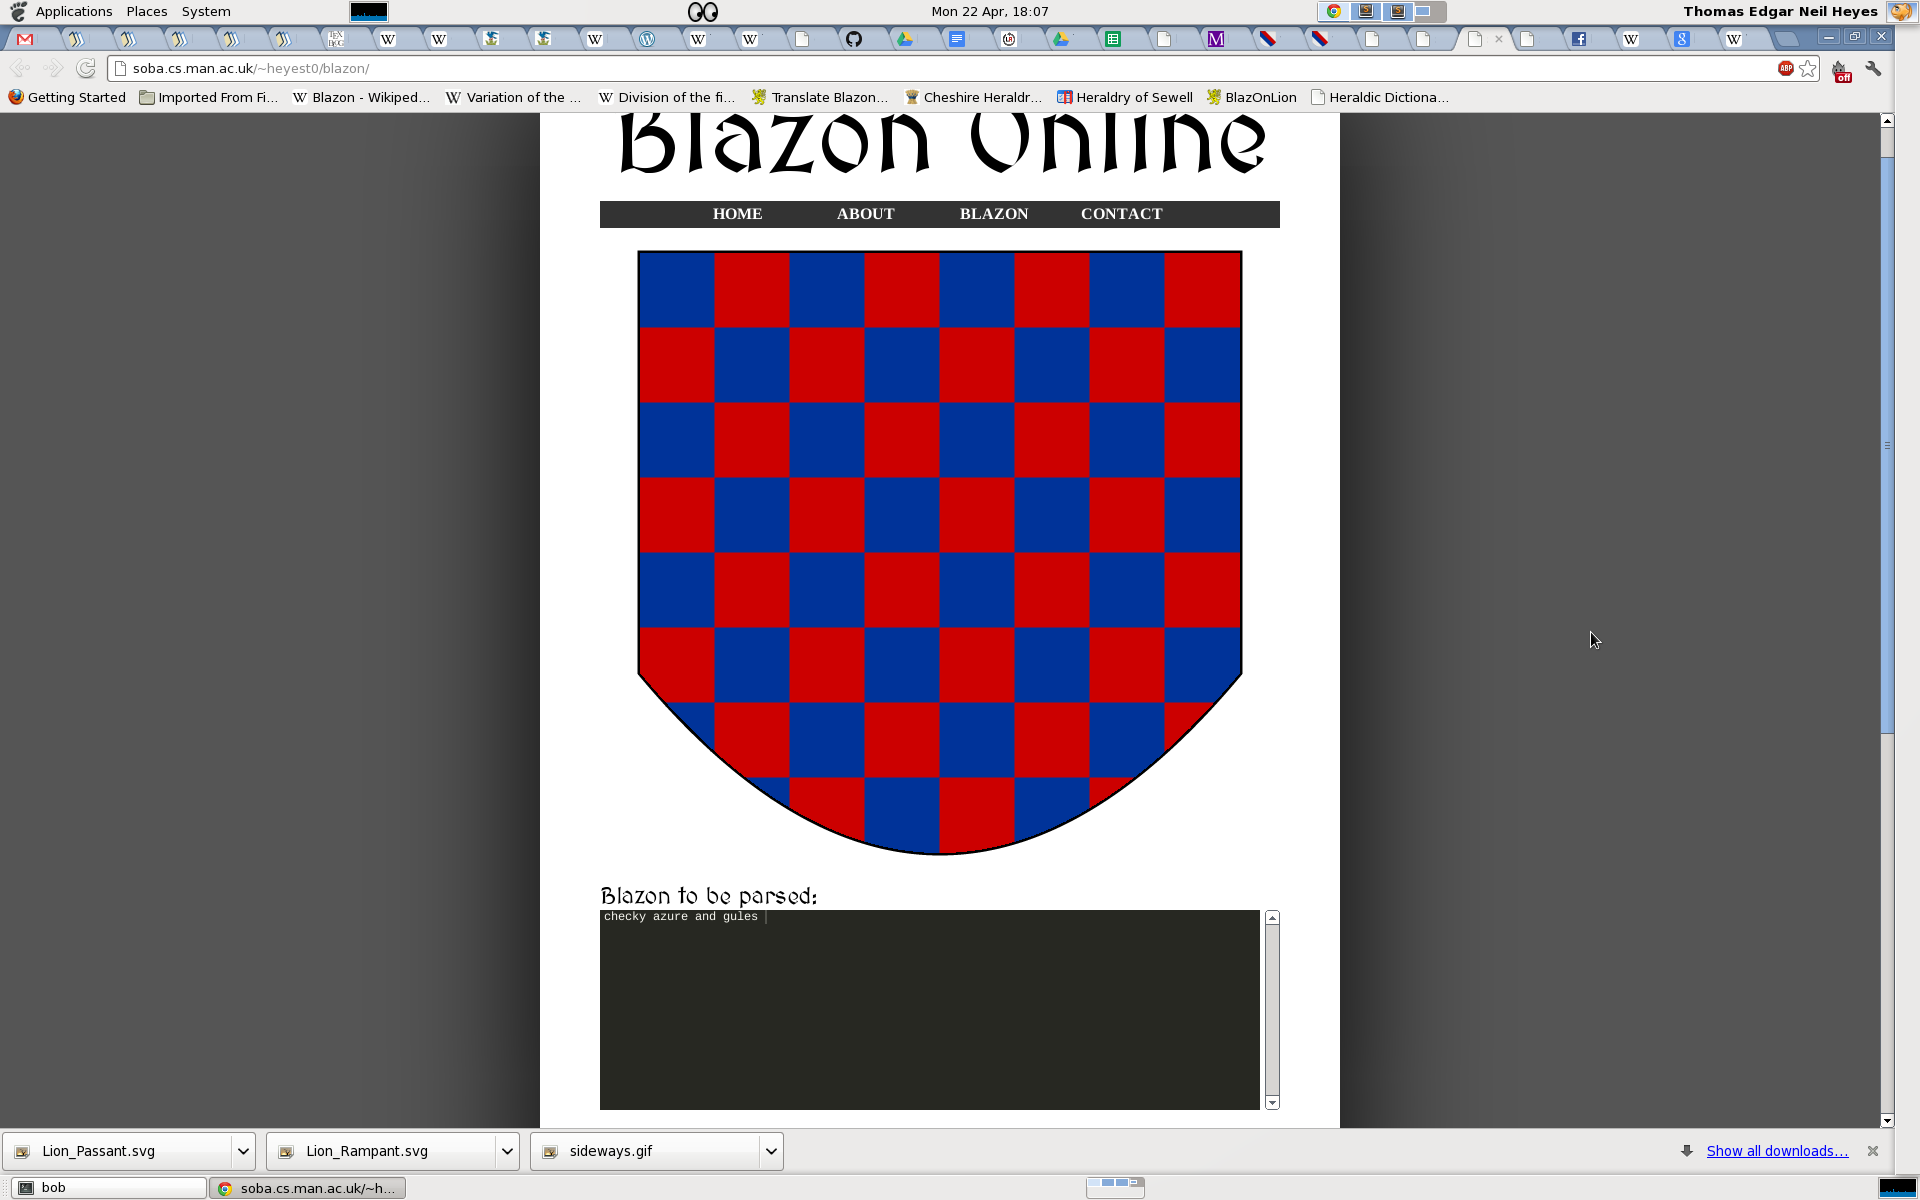 Applications Places System
Mon 22 Apr, 18:07
Thomas Edgar Neil Heyes
soba.cs.man.ac.uk/~heyest0/blazon/
ABP
off
Getting Started
Imported From Fi...
Blazon - Wikiped...
Variation of the ...
Division of the fi...
Translate Blazon...
Cheshire Heraldr...
Heraldry of Sewell
BlazOnLion
Heraldic Dictiona...
Blazon Online
HOME ABOUT BLAZON CONTACT
Blazon to be parsed:
checky azure and gules
Lion_Passant.svg
Lion_Rampant.svg
sideways.gif
Show all downloads...
bob
soba.cs.man.ac.uk/~h...